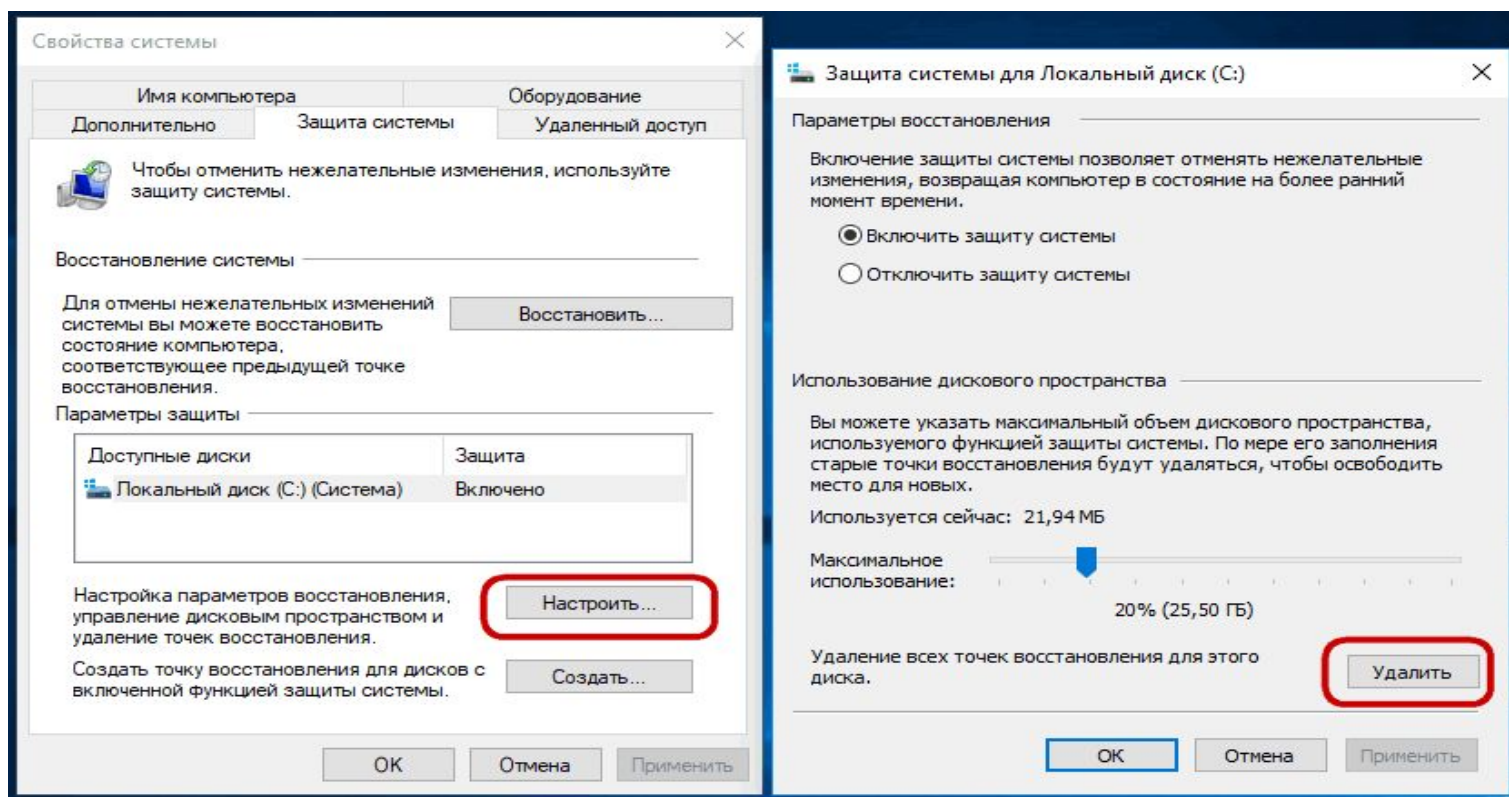 Свойства системы
Имя компьютера
Оборудование
Дополнительно
Защита системы
Удаленный доступ
Чтобы отменить нежелательные изменения, используйте
защиту системы.
Восстановление системы
Для отмены нежелательных изменений
системы вы можете восстановить
состояние компьютера,
соответствующее предыдущей точке
восстановления.
Восстановить...
Параметры защиты
Доступные диски
Защита
Локальный диск (C:) (Система)
Включено
Настройка параметров восстановления,
управление дисковым пространством и
удаление точек восстановления.
Настроить...
Создать точку восстановления для дисков с
включенной функцией защиты системы.
Создать...
ОК
Отмена
Применить
Защита системы для Локальный диск (C:)
Параметры восстановления
Включение защиты системы позволяет отменять нежелательные
изменения, возвращая компьютер в состояние на более ранний
момент времени.
Включить защиту системы
Отключить защиту системы
Использование дискового пространства
Вы можете указать максимальный объем дискового пространства,
используемого функцией защиты системы. По мере его заполнения
старые точки восстановления будут удаляться, чтобы освободить
место для новых.
Используется сейчас: 21,94 МБ
Максимальное
использование:
20% (25,50 ГБ)
Удаление всех точек восстановления для этого
диска.
Удалить
ОК
Отмена
Применить